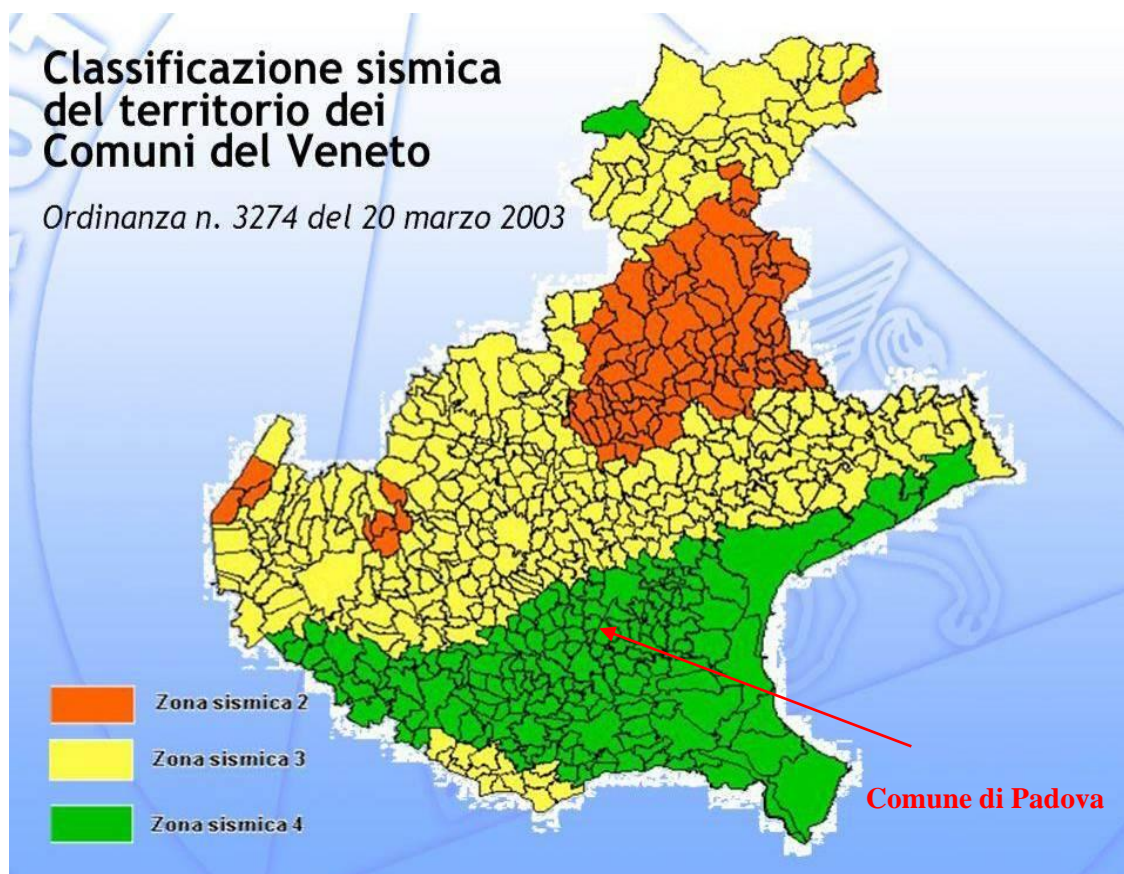 Classificazione sismica
del territorio dei
Comuni del Veneto
Ordinanza n. 3274 del 20 marzo 2003
Zona sismica 2
Zona sismica 3
Zona sismica 4
Comune di Padova